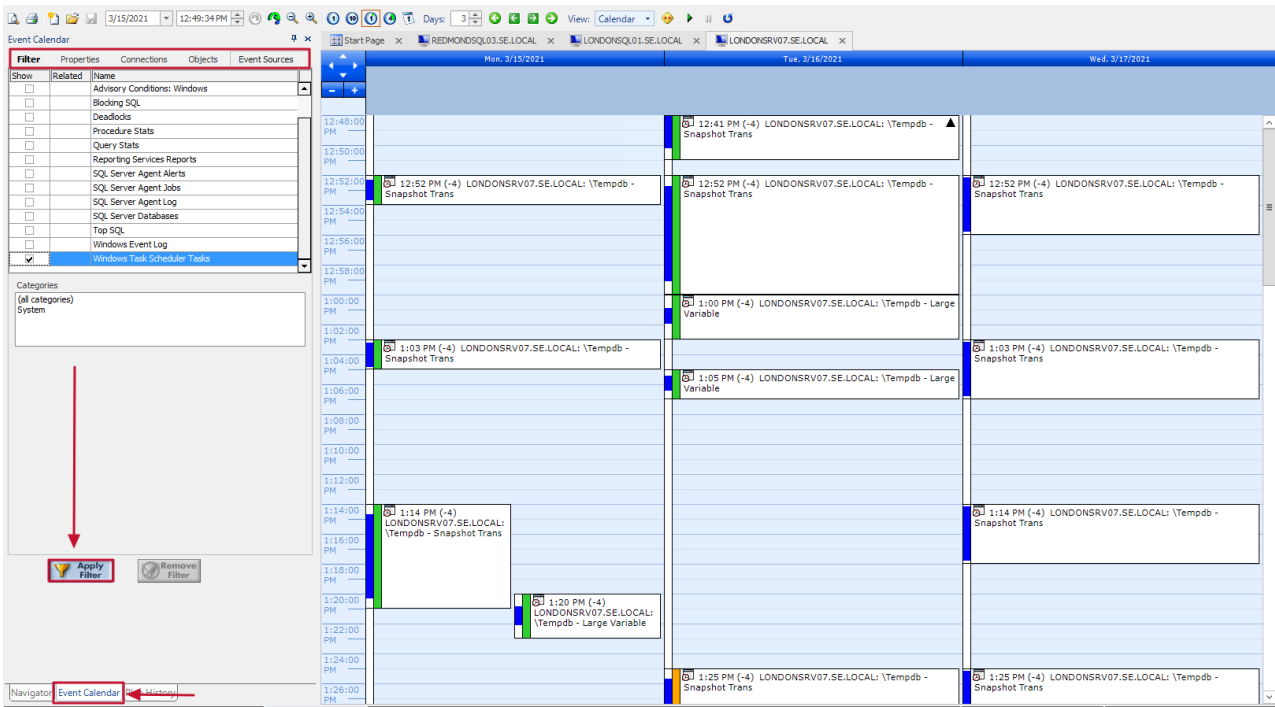 3/15/2021 12:49:34 PM Days: 3 View: Calendar
Event Calendar
Start Page REDMONDSQL03.SE.LOCAL LONDONSQL01.SE.LOCAL LONDONSRV07.SE.LOCAL
Filter Properties Connections Objects Event Sources
Show Related Name
Advisory Conditions: Windows
Blocking SQL
Deadlocks
Procedure Stats
Query Stats
Reporting Services Reports
SQL Server Agent Alerts
SQL Server Agent Jobs
SQL Server Agent Log
SQL Server Databases
Top SQL
Windows Event Log
Windows Task Scheduler Tasks
Categories
(all categories)
System
Apply
Filter
Remove
Filter
Navigator Event Calendar Plan History
Mon, 3/15/2021 Tue, 3/16/2021 Wed, 3/17/2021
12:48:00
PM
12:50:00
PM
12:52:00
PM
12:54:00
PM
12:56:00
PM
12:58:00
PM
1:00:00
PM
1:02:00
PM
1:04:00
PM
1:06:00
PM
1:08:00
PM
1:10:00
PM
1:12:00
PM
1:14:00
PM
1:16:00
PM
1:18:00
PM
1:20:00
PM
1:22:00
PM
1:24:00
PM
1:26:00
PM
12:52 PM (-4) LONDONSRV07.SE.LOCAL: \Tempdb -
Snapshot Trans
1:03 PM (-4) LONDONSRV07.SE.LOCAL: \Tempdb -
Snapshot Trans
1:14 PM (-4)
LONDONSRV07.SE.LOCAL:
\Tempdb - Snapshot Trans
1:20 PM (-4)
LONDONSRV07.SE.LOCAL:
\Tempdb - Large Variable
12:41 PM (-4) LONDONSRV07.SE.LOCAL: \Tempdb -
Snapshot Trans
12:52 PM (-4) LONDONSRV07.SE.LOCAL: \Tempdb -
Snapshot Trans
1:00 PM (-4) LONDONSRV07.SE.LOCAL: \Tempdb - Large
Variable
1:05 PM (-4) LONDONSRV07.SE.LOCAL: \Tempdb - Large
Variable
1:25 PM (-4) LONDONSRV07.SE.LOCAL: \Tempdb -
Snapshot Trans
12:52 PM (-4) LONDONSRV07.SE.LOCAL: \Tempdb -
Snapshot Trans
1:03 PM (-4) LONDONSRV07.SE.LOCAL: \Tempdb -
Snapshot Trans
1:14 PM (-4) LONDONSRV07.SE.LOCAL: \Tempdb -
Snapshot Trans
1:25 PM (-4) LONDONSRV07.SE.LOCAL: \Tempdb -
Snapshot Trans